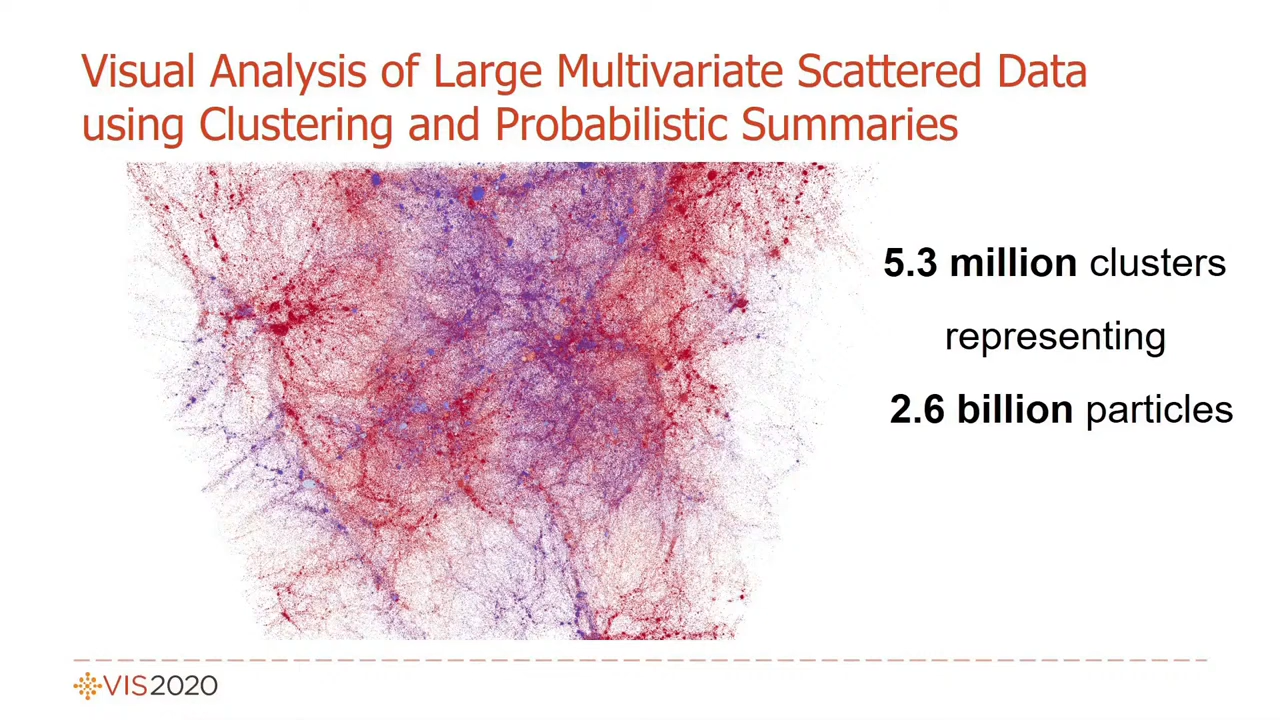 Visual Analysis of Large Multivariate Scattered Data
using Clustering and Probabilistic Summaries
5.3 million clusters
representing
2.6 billion particles
VIS2020